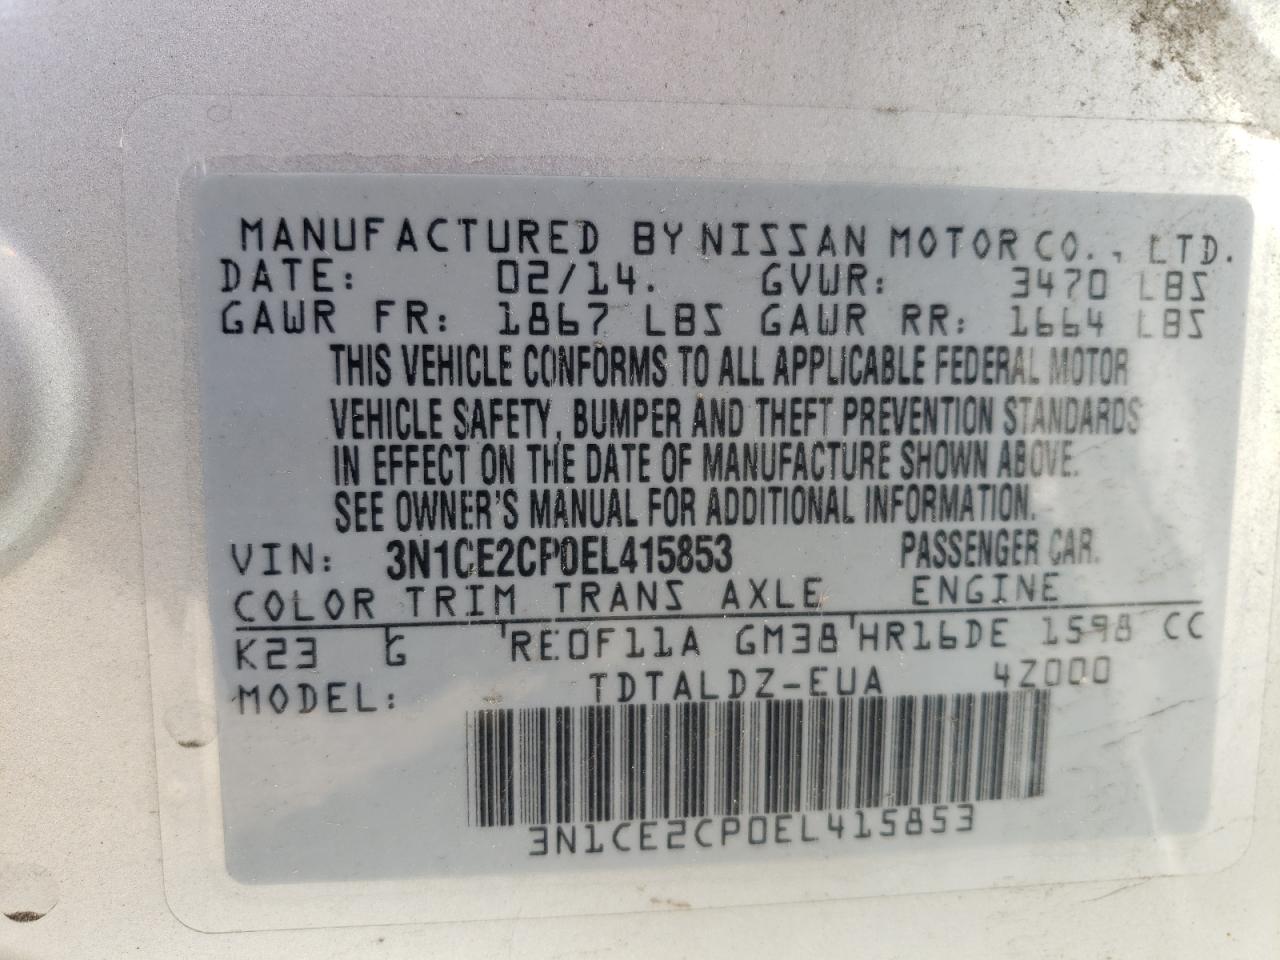 MANUFACTURED BY NISSAN MOTOR CO., LTD.
DATE: 02/14. GVWR: 3470 LBS
GAWR FR: 1867 LBS GAWR RR: 1664 LBS
THIS VEHICLE CONFORMS TO ALL APPLICABLE FEDERAL MOTOR
VEHICLE SAFETY, BUMPER AND THEFT PREVENTION STANDARDS
IN EFFECT ON THE DATE OF MANUFACTURE SHOWN ABOVE.
SEE OWNER'S MANUAL FOR ADDITIONAL INFORMATION.
VIN: 3N1CE2CP0EL415853 PASSENGER CAR.
COLOR TRIM TRANS AXLE ENGINE
K23 G 'RE0F11A GM38'HR16DE 1598 CC
MODEL: TDTALDZ-EUA 4Z000
3N1CE2CP0EL415853